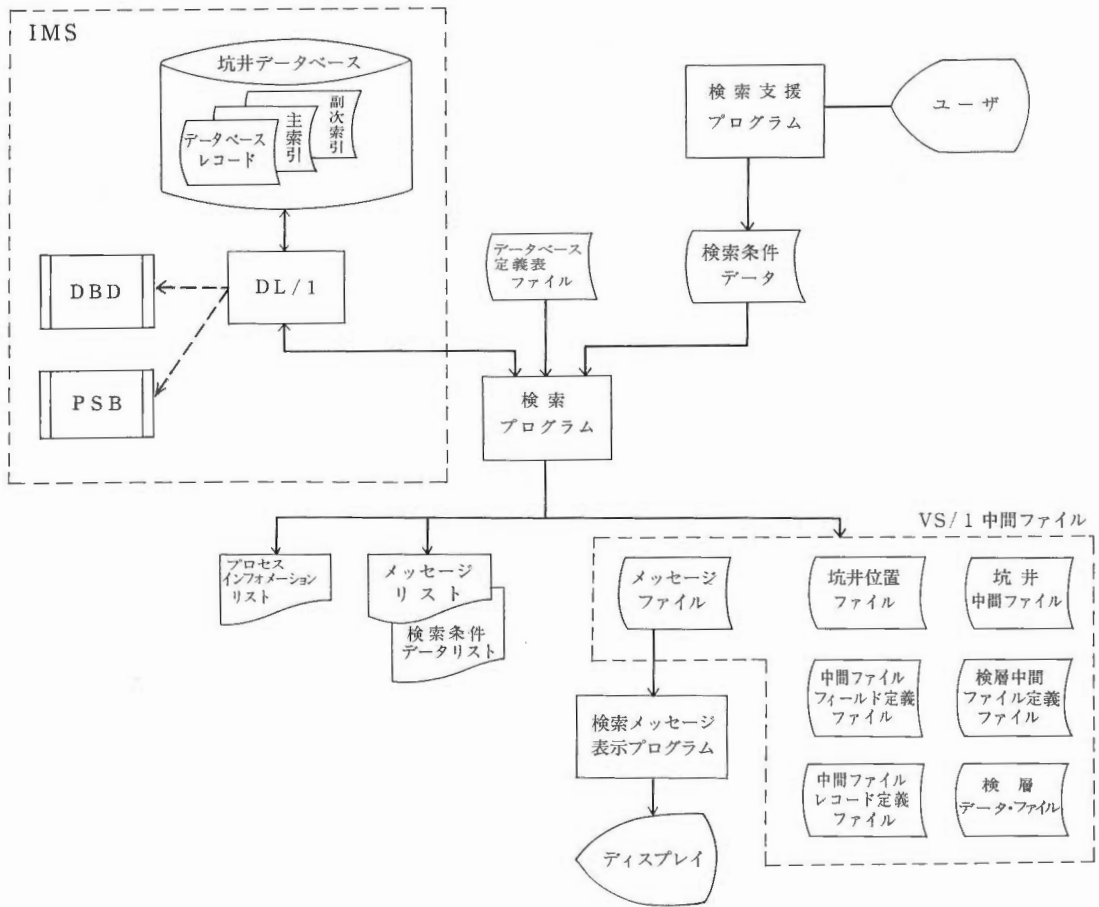 IMS
坑井データベース
副次索引
主索引
データベース
レコード
検索支援
プログラム
ユーザ
DBD
DL/1
データベース
定義表
ファイル
検索条件
データ
PSB
検索
プログラム
VS/1 中間ファイル
プロセス
インフォメーション
リスト
メッセージ
リスト
検索条件
データリスト
メッセージ
ファイル
坑井位置
ファイル
坑井
中間ファイル
中間ファイル
フィールド定義
ファイル
検層中間
ファイル定義
ファイル
検索メッセージ
表示プログラム
中間ファイル
レコード定義
ファイル
検層
データ・ファイル
ディスプレイ